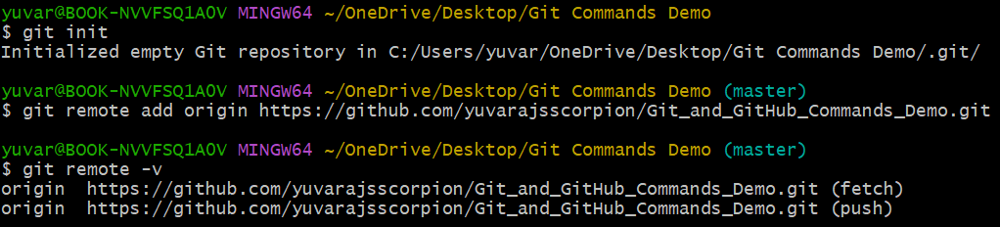 yuvar@BOOK-NVVFSQ1A0V MINGW64 ~/OneDrive/Desktop/Git Commands Demo
$ git init
Initialized empty Git repository in C:/Users/yuvar/OneDrive/Desktop/Git Commands Demo/.git/
yuvar@BOOK-NVVFSQ1A0V MINGW64 ~/OneDrive/Desktop/Git Commands Demo (master)
$ git remote add origin https://github.com/yuvarajsscorpion/Git_and_GitHub_Commands_Demo.git
yuvar@BOOK-NVVFSQ1A0V MINGW64 ~/OneDrive/Desktop/Git Commands Demo (master)
$ git remote -v
origin  https://github.com/yuvarajsscorpion/Git_and_GitHub_Commands_Demo.git (fetch)
origin  https://github.com/yuvarajsscorpion/Git_and_GitHub_Commands_Demo.git (push)